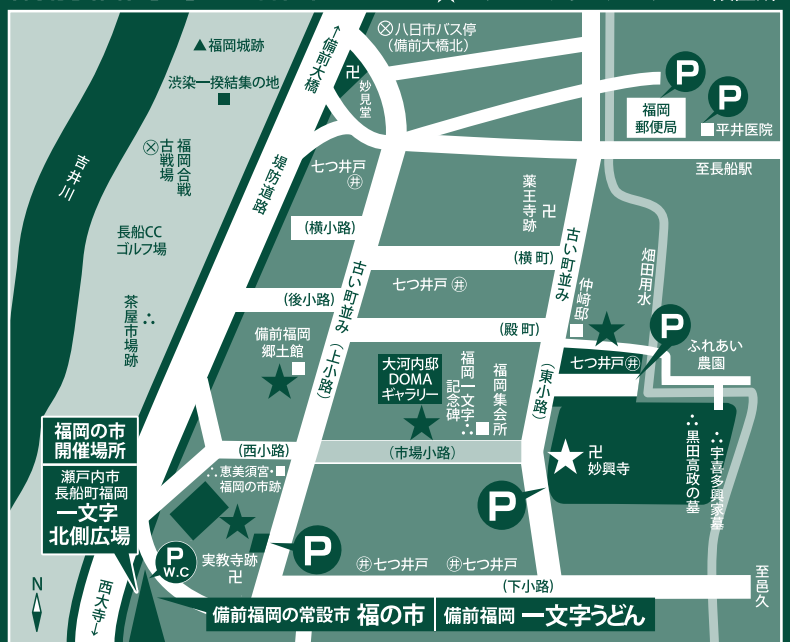 ↑備前大橋
八日市バス停
(備前大橋北)
▲福岡城跡
渋染一揆結集の地
卍妙見堂
P
福岡
郵便局
P
平井医院
至長船駅
福岡合戦
古戦場
吉井川
堤防道路
七つ井戸
井
薬王寺跡
卍
長船CC
ゴルフ場
(横小路)
古い町並み
(横町)
畑田用水
七つ井戸 井
仲﨑邸
(後小路)
古い町並み(上小路)
茶屋市場跡
備前福岡
郷土館
(殿町)
P
ふれあい
農園
七つ井戸井
大河内邸
DOMA
ギャラリー
福岡一文字
記念碑
福岡集会所
(東小路)
福岡の市
開催場所
瀬戸内市
長船町福岡
一文字
北側広場
(西小路)
(市場小路)
恵美須宮・
福岡の市跡
卍
妙興寺
黒田高政の墓
宇喜多興家墓
P
P
W.C
実教寺跡
卍
P
井七つ井戸
井七つ井戸
(下小路)
至邑久
N
西大寺→
備前福岡の常設市 福の市
備前福岡 一文字うどん